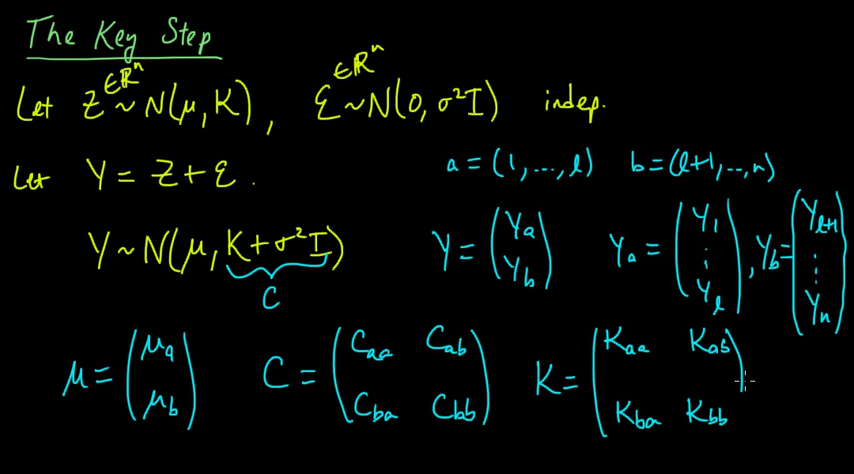 The Key Step
Let Z ∈ℝⁿ ~ N(μ, K), ε ∈ℝⁿ ~ N(0, σ²I) indep.
Let Y = Z + ε.
a = (1, ..., l) b = (l+1, .., n)
Y ~ N(μ, K + σ²I)
C
Y = (Ya Yb) Ya = (Y1 ⋮ Yl), Yb = (Yl+1 ⋮ Yn)
μ = (μa μb) C = (Caa Cab Cba Cbb) K = (Kaa Kab Kba Kbb)